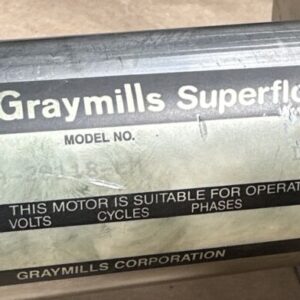 Graymills Superflo
MODEL NO.
THIS MOTOR IS SUITABLE FOR OPERAT
VOLTS CYCLES PHASES
GRAYMILLS CORPORATION